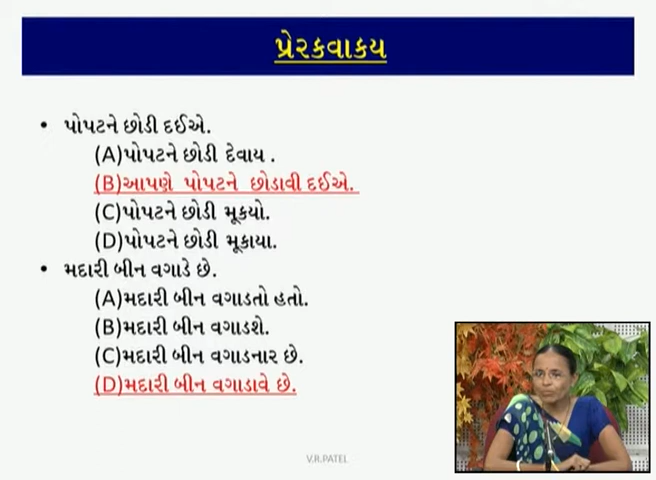 પ્રેરકવાકય
• પોપટને છોડી દઈએ.
(A)પોપટને છોડી દેવાય .
(B)આપણે પોપટને છોડાવી દઈએ.
(C)પોપટને છોડી મૂકયો.
(D)પોપટને છોડી મૂકાયા.
• મદારી બીન વગાડે છે.
(A)મદારી બીન વગાડતો હતો.
(B)મદારી બીન વગાડશે.
(C)મદારી બીન વગાડનાર છે.
(D)મદારી બીન વગાડાવે છે.
V.R.PATEL